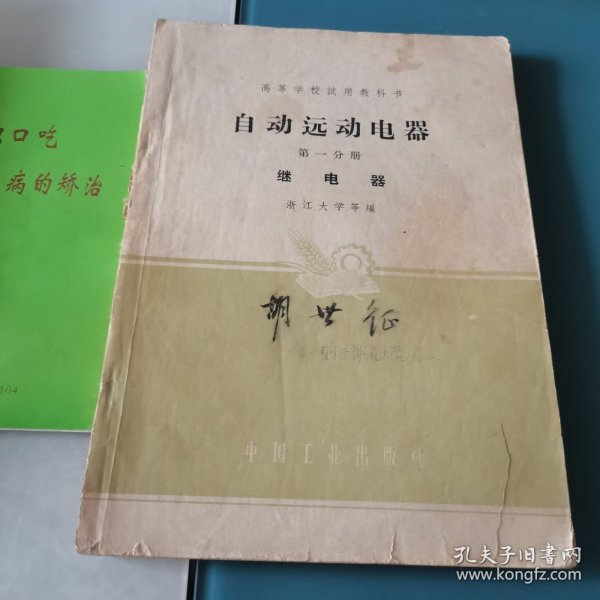 高等学校试用教科书
自动远动电器
第一分册
继电器
浙江大学等编
胡世征
中国工业出版社
口吃
病的矫治
104
孔夫子旧书网
www.kongfz.com